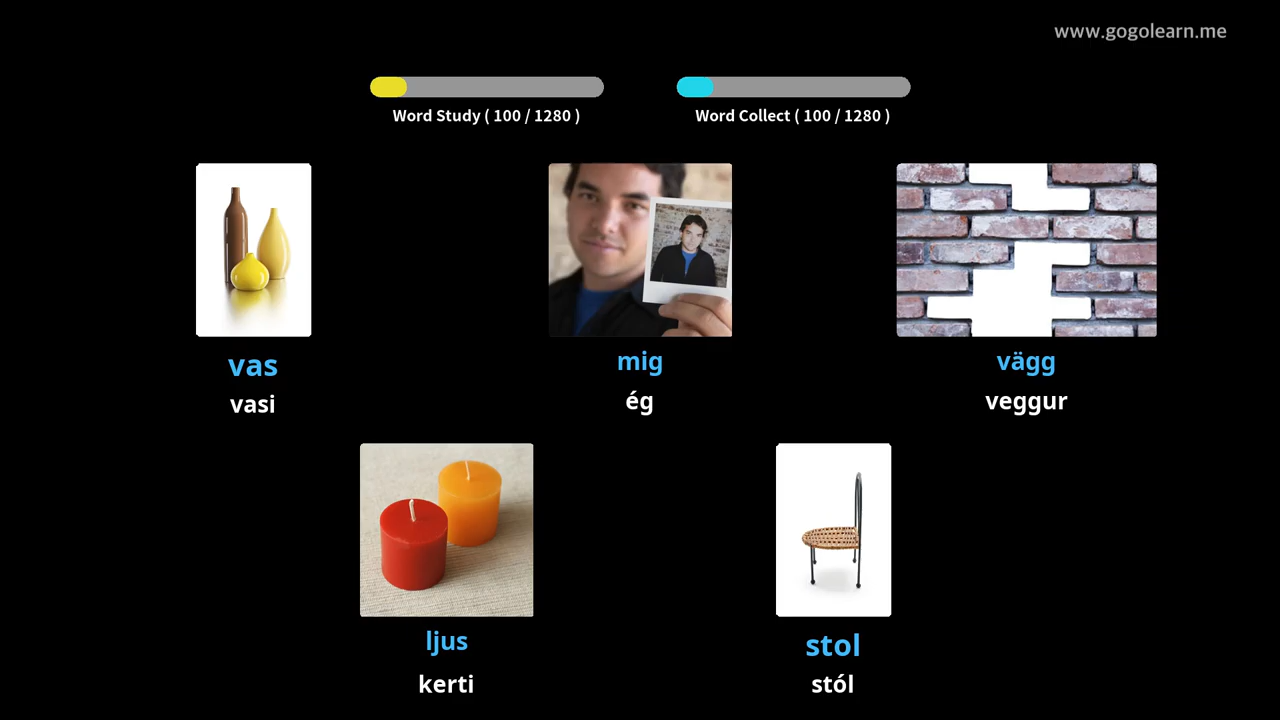 www.gogolearn.me
Word Study ( 100 / 1280 )
Word Collect ( 100 / 1280 )
vas
vasi
mig
ég
vägg
veggur
ljus
kerti
stol
stól